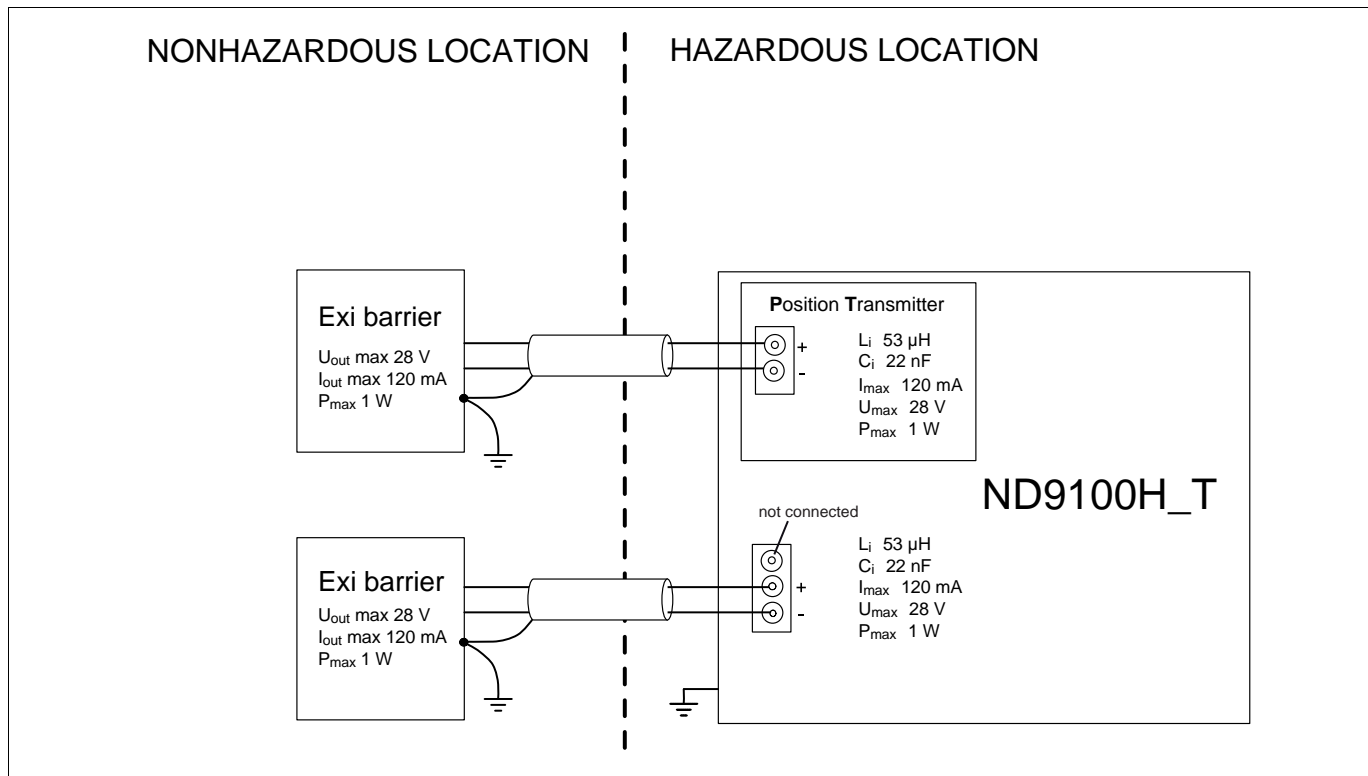 NONHAZARDOUS LOCATION
HAZARDOUS LOCATION
Exi barrier
Uout max 28 V
Iout max 120 mA
Pmax 1 W
Position Transmitter
+
-
Li 53 µH
Ci 22 nF
Imax 120 mA
Umax 28 V
Pmax 1 W
ND9100H_T
Exi barrier
Uout max 28 V
Iout max 120 mA
Pmax 1 W
not connected
+
-
Li 53 µH
Ci 22 nF
Imax 120 mA
Umax 28 V
Pmax 1 W